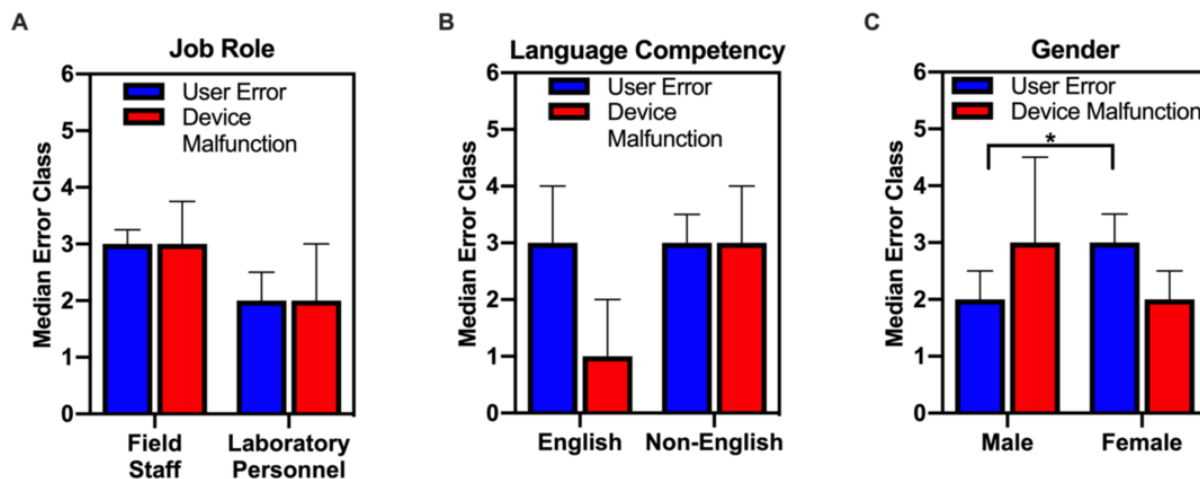 A
Job Role
Median Error Class
6
5
4
3
2
1
0
User Error
Device
Malfunction
Field
Staff
Laboratory
Personnel
B
Language Competency
Median Error Class
6
5
4
3
2
1
0
User Error
Device
Malfunction
English
Non-English
C
Gender
Median Error Class
6
5
4
3
2
1
0
User Error
Device Malfunction
*
Male
Female